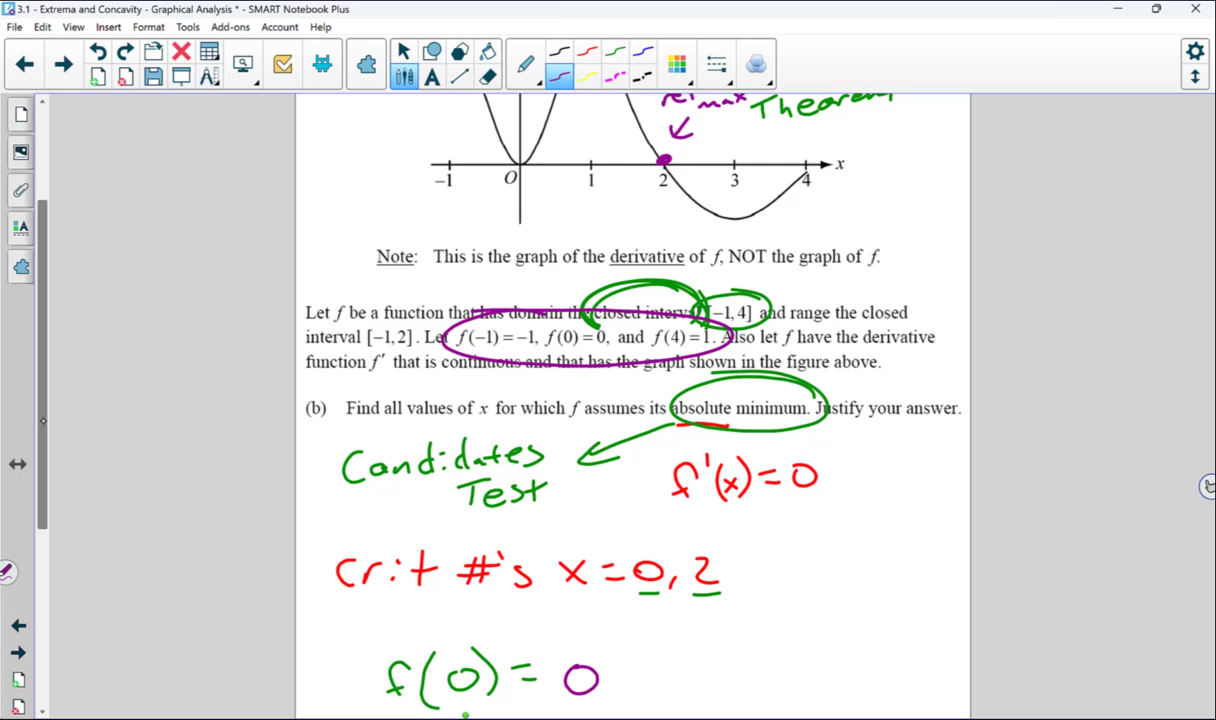 3.1 - Extrema and Concavity - Graphical Analysis * - SMART Notebook Plus
File Edit View Insert Format Tools Add-ons Account Help
rel max Theorem
-1 O 1 2 3 4 x
Note: This is the graph of the derivative of f, NOT the graph of f.
Let f be a function that has domain the closed interval [−1, 4] and range the closed
interval [−1, 2]. Let f(−1) = −1, f(0) = 0, and f(4) = 1. Also let f have the derivative
function f′ that is continuous and that has the graph shown in the figure above.
(b) Find all values of x for which f assumes its absolute minimum. Justify your answer.
Candidates
Test
f'(x) = 0
crit #'s x = 0, 2
f(0) = 0